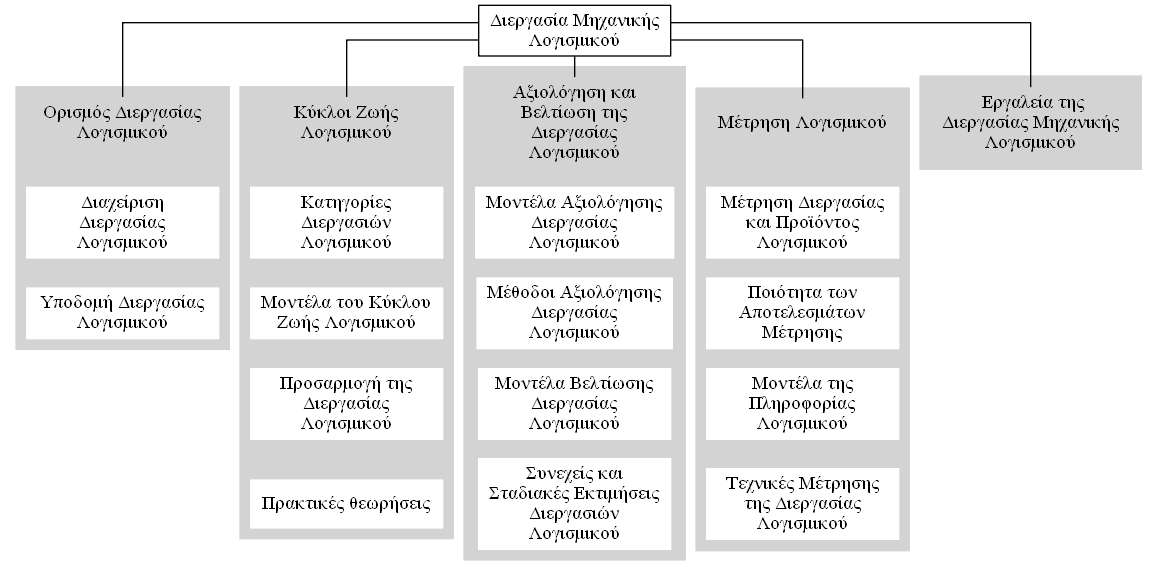 Διεργασία Μηχανικής
Λογισμικού
Ορισμός Διεργασίας
Λογισμικού
Διαχείριση
Διεργασίας
Λογισμικού
Υποδομή Διεργασίας
Λογισμικού
Κύκλοι Ζωής
Λογισμικού
Κατηγορίες
Διεργασιών
Λογισμικού
Μοντέλα του Κύκλου
Ζωής Λογισμικού
Προσαρμογή της
Διεργασίας
Λογισμικού
Πρακτικές θεωρήσεις
Αξιολόγηση και
Βελτίωση της
Διεργασίας
Λογισμικού
Μοντέλα Αξιολόγησης
Διεργασίας
Λογισμικού
Μέθοδοι Αξιολόγησης
Διεργασίας
Λογισμικού
Μοντέλα Βελτίωσης
Διεργασίας
Λογισμικού
Συνεχείς και
Σταδιακές Εκτιμήσεις
Διεργασιών
Λογισμικού
Μέτρηση Λογισμικού
Μέτρηση Διεργασίας
και Προϊόντος
Λογισμικού
Ποιότητα των
Αποτελεσμάτων
Μέτρησης
Μοντέλα της
Πληροφορίας
Λογισμικού
Τεχνικές Μέτρησης
της Διεργασίας
Λογισμικού
Εργαλεία της
Διεργασίας Μηχανικής
Λογισμικού